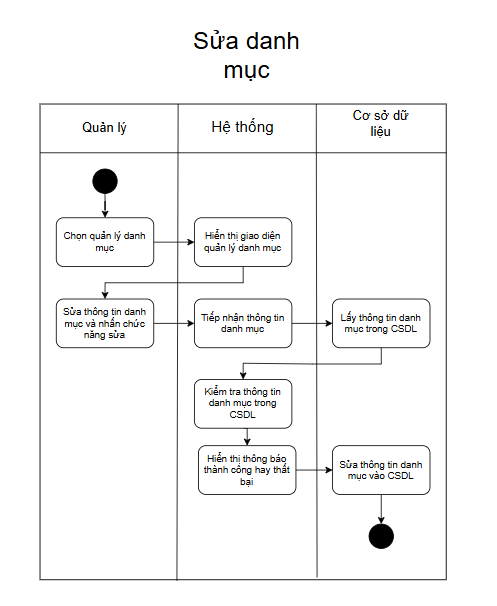 Sửa danh
mục
Quản lý
Hệ thống
Cơ sở dữ
liệu
Chọn quản lý danh
mục
Hiển thị giao diện
quản lý danh mục
Sửa thông tin danh
mục và nhấn chức
năng sửa
Tiếp nhận thông tin
danh mục
Lấy thông tin danh
mục trong CSDL
Kiểm tra thông tin
danh mục trong
CSDL
Hiển thị thông báo
thành công hay thất
bại
Sửa thông tin danh
mục vào CSDL